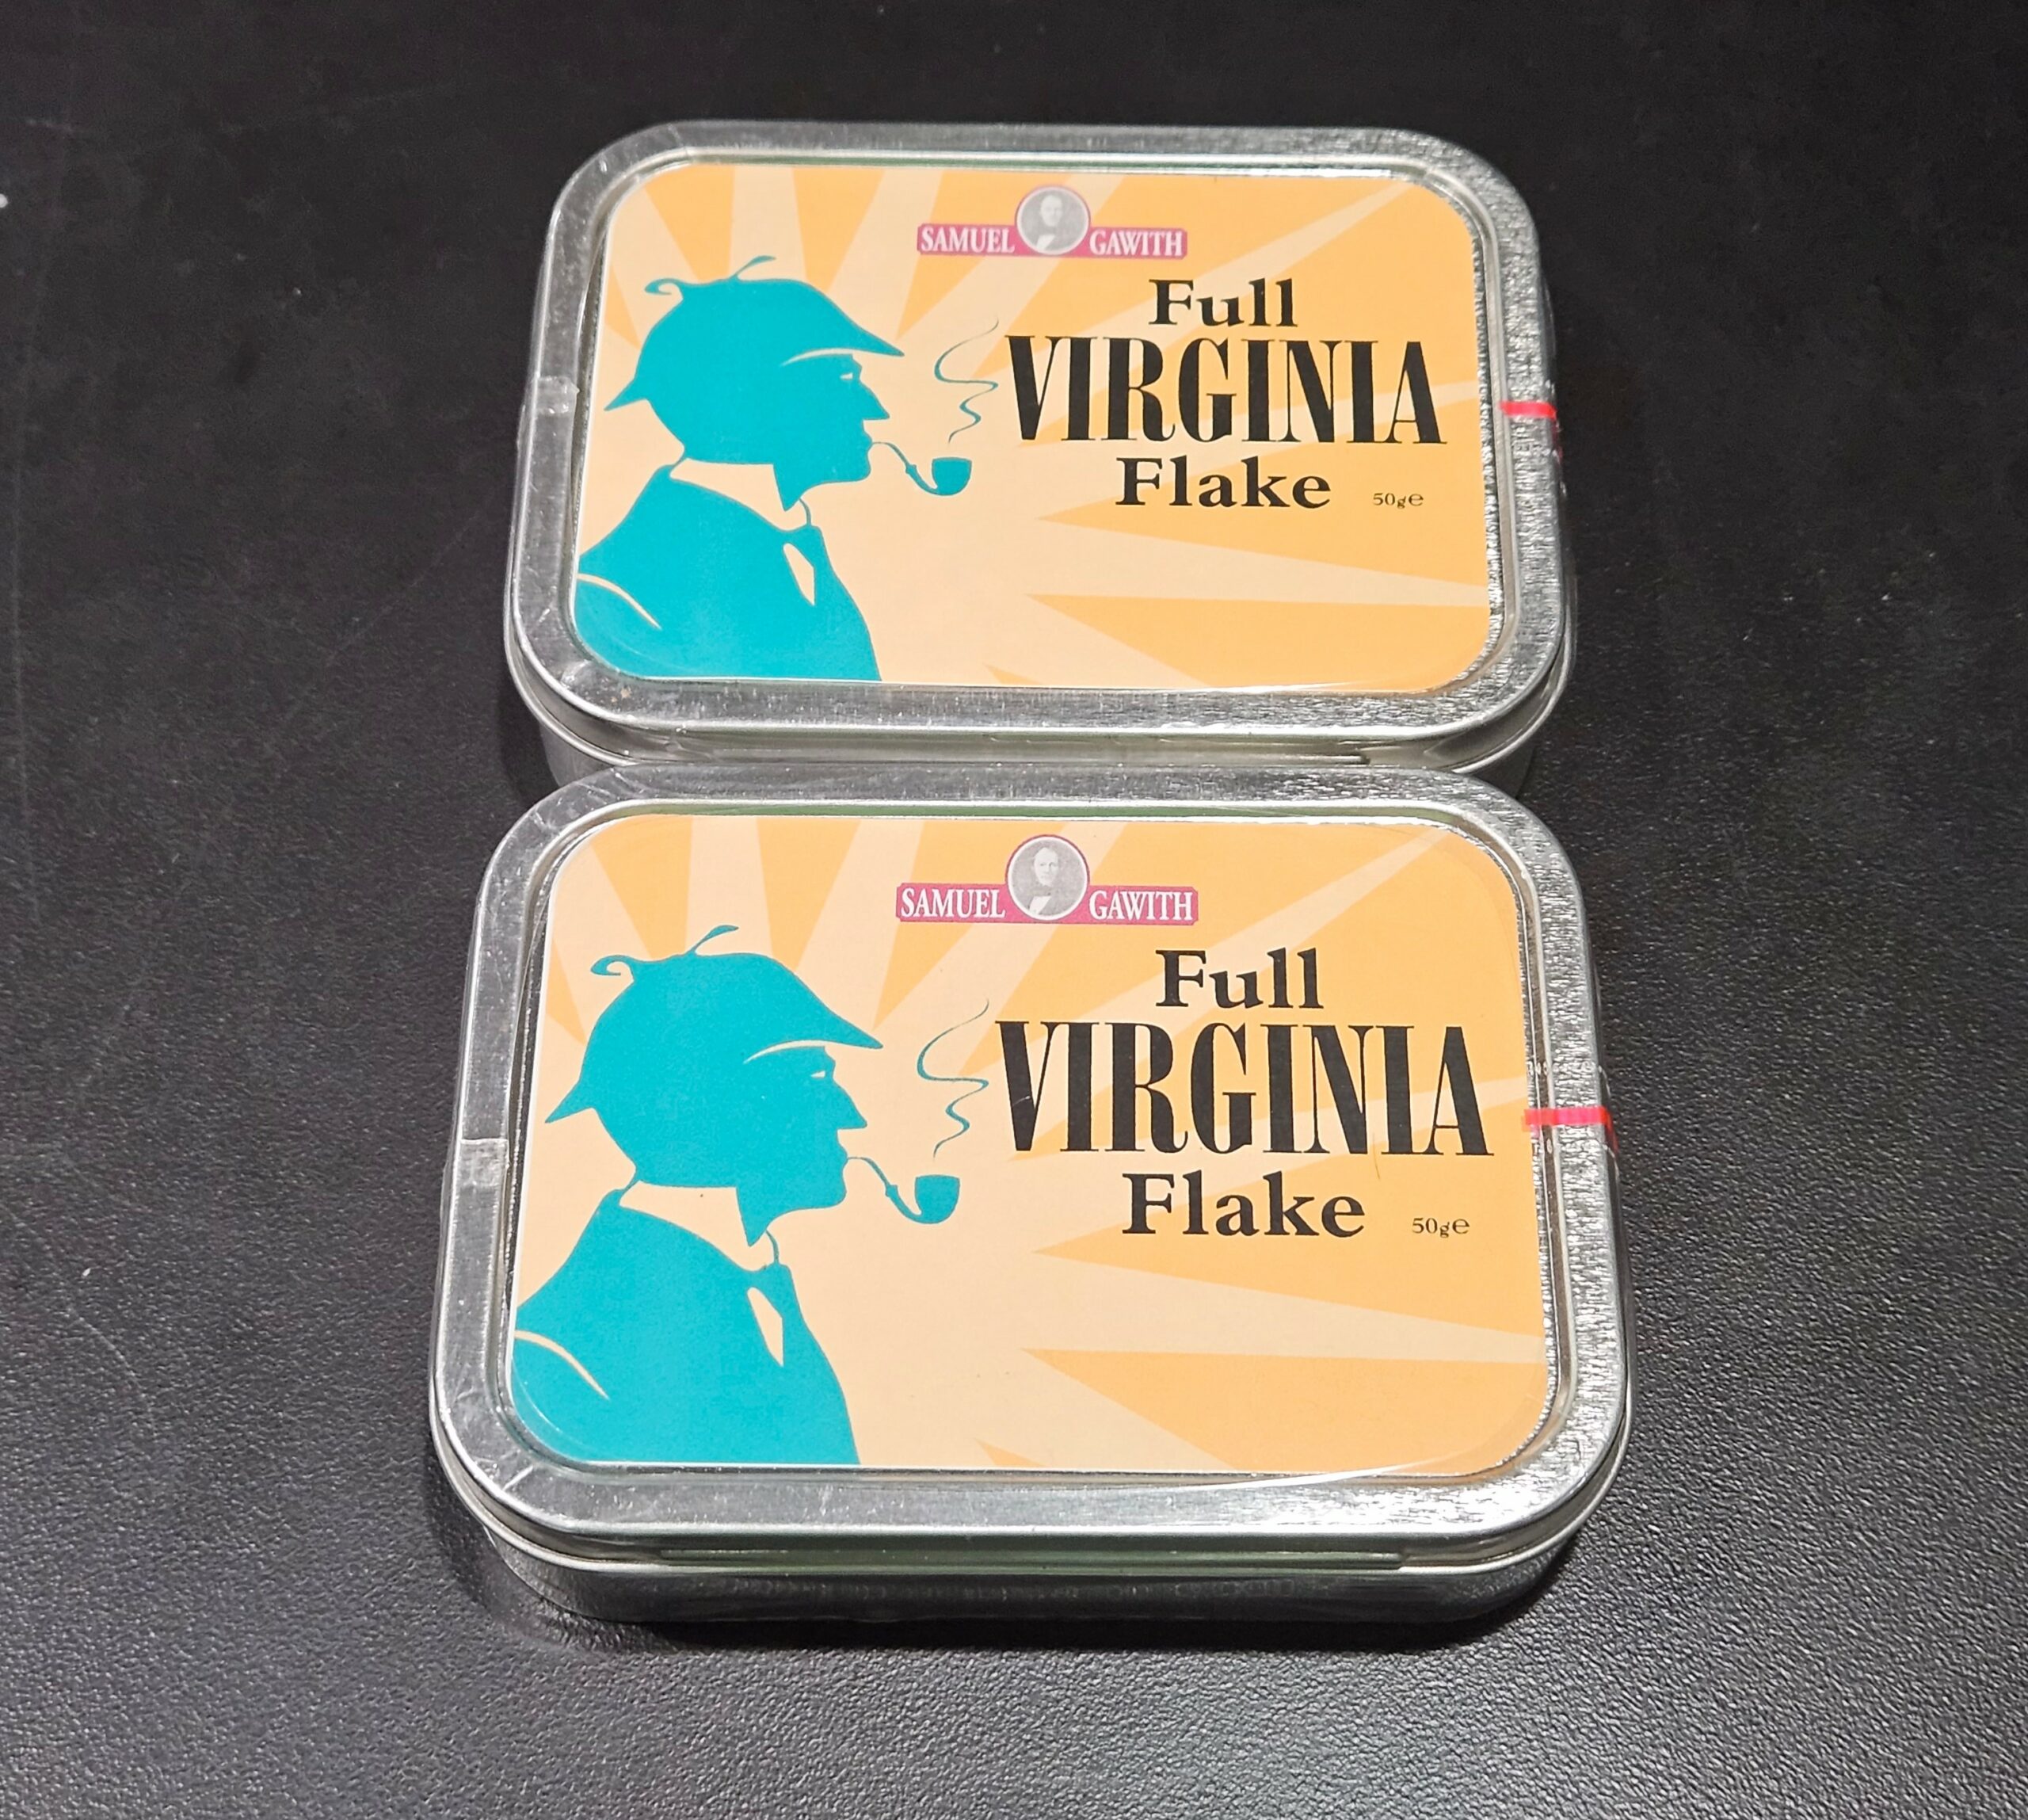 SAMUEL GAWITH
Full
VIRGINIA
Flake
50g℮
SAMUEL GAWITH
Full
VIRGINIA
Flake
50g℮